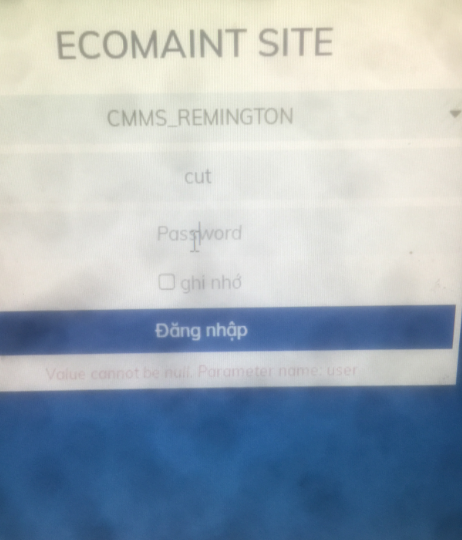 ECOMAINT SITE
CMMS_REMINGTON
cut
Password
ghi nhớ
Đăng nhập
Value cannot be null. Parameter name: user